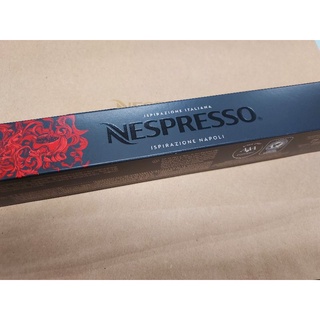 ISPIRAZIONE ITALIANA
NESPRESSO
ISPIRAZIONE NAPOLI